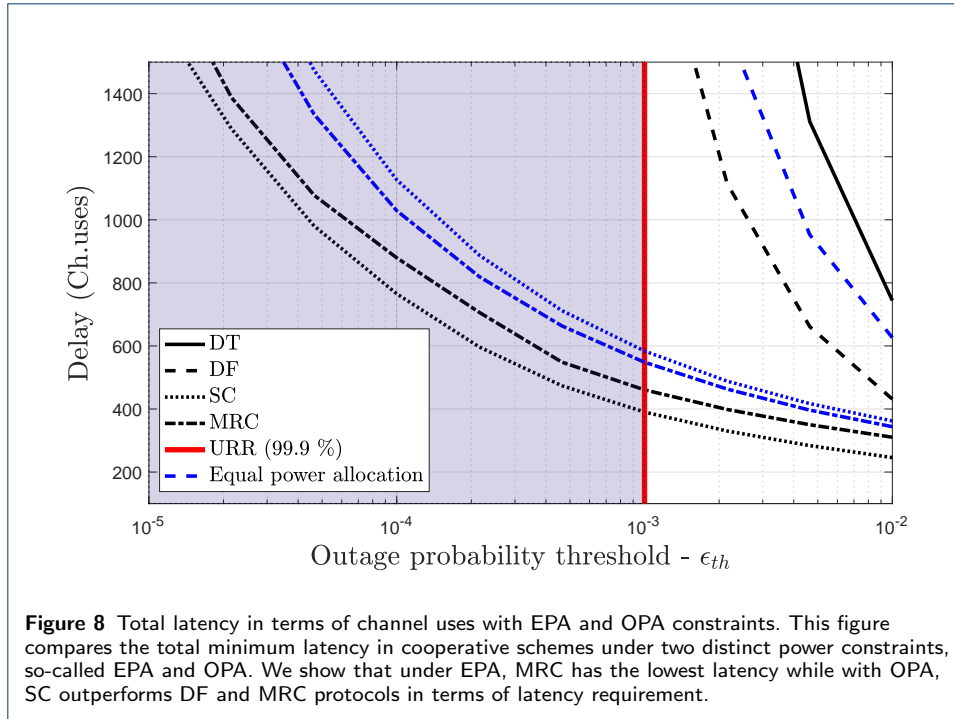 1400
1200
1000
800
600
400
200
Delay (Ch.uses)
DT
DF
SC
MRC
URR (99.9 %)
Equal power allocation
10^-5
10^-4
10^-3
10^-2
Outage probability threshold - ϵ_th
Figure 8 Total latency in terms of channel uses with EPA and OPA constraints. This figure
compares the total minimum latency in cooperative schemes under two distinct power constraints,
so-called EPA and OPA. We show that under EPA, MRC has the lowest latency while with OPA,
SC outperforms DF and MRC protocols in terms of latency requirement.